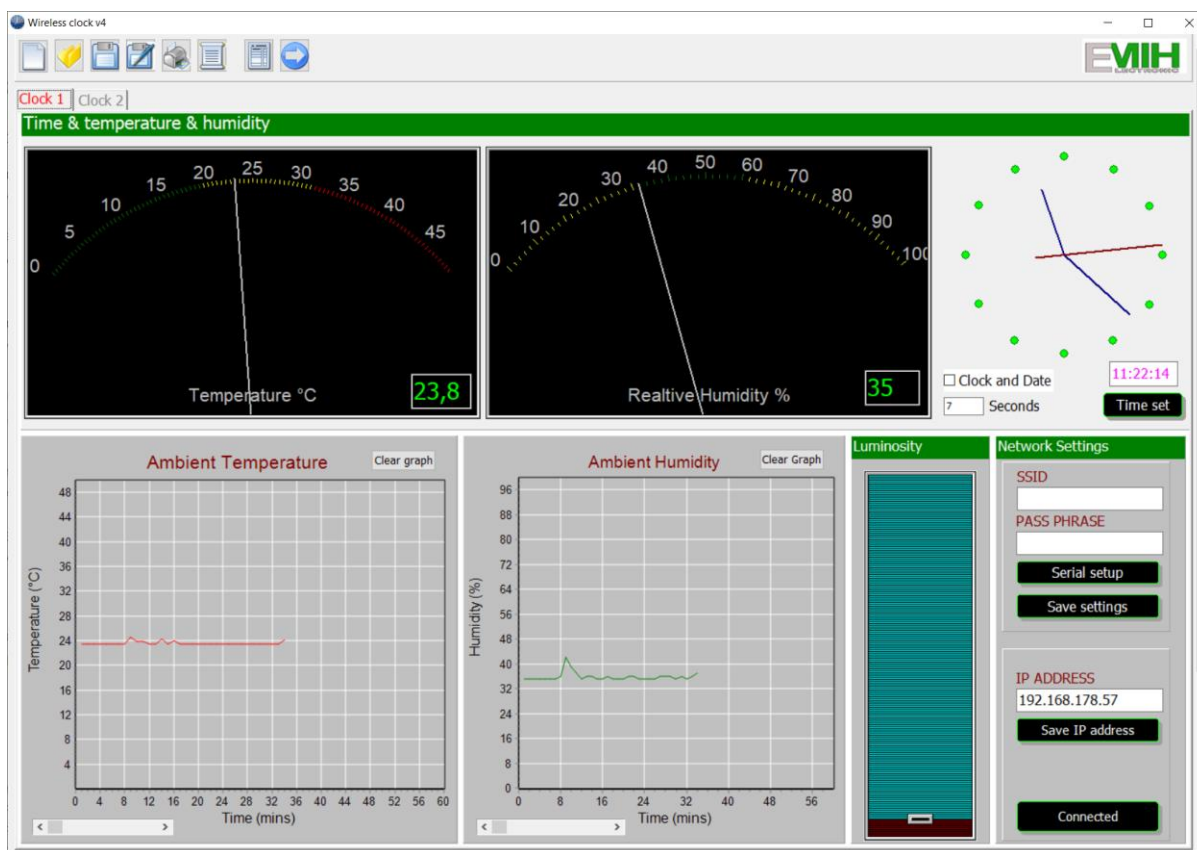 Wireless clock v4
EMIH
ELECTRONIC
Clock 1
Clock 2
Time & temperature & humidity
0 5 10 15 20 25 30 35 40 45
Temperature °C
23,8
0 10 20 30 40 50 60 70 80 90 100
Realtive Humidity %
35
11:22:14
Clock and Date
7 Seconds
Time set
Ambient Temperature
Clear graph
Temperature (°C)
48
44
40
36
32
28
24
20
16
12
8
4
0 4 8 12 16 20 24 28 32 36 40 44 48 52 56 60
Time (mins)
Ambient Humidity
Clear Graph
Humidity (%)
96
88
80
72
64
56
48
40
32
24
16
8
0
0 8 16 24 32 40 48 56
Time (mins)
Luminosity
Network Settings
SSID
PASS PHRASE
Serial setup
Save settings
IP ADDRESS
192.168.178.57
Save IP address
Connected